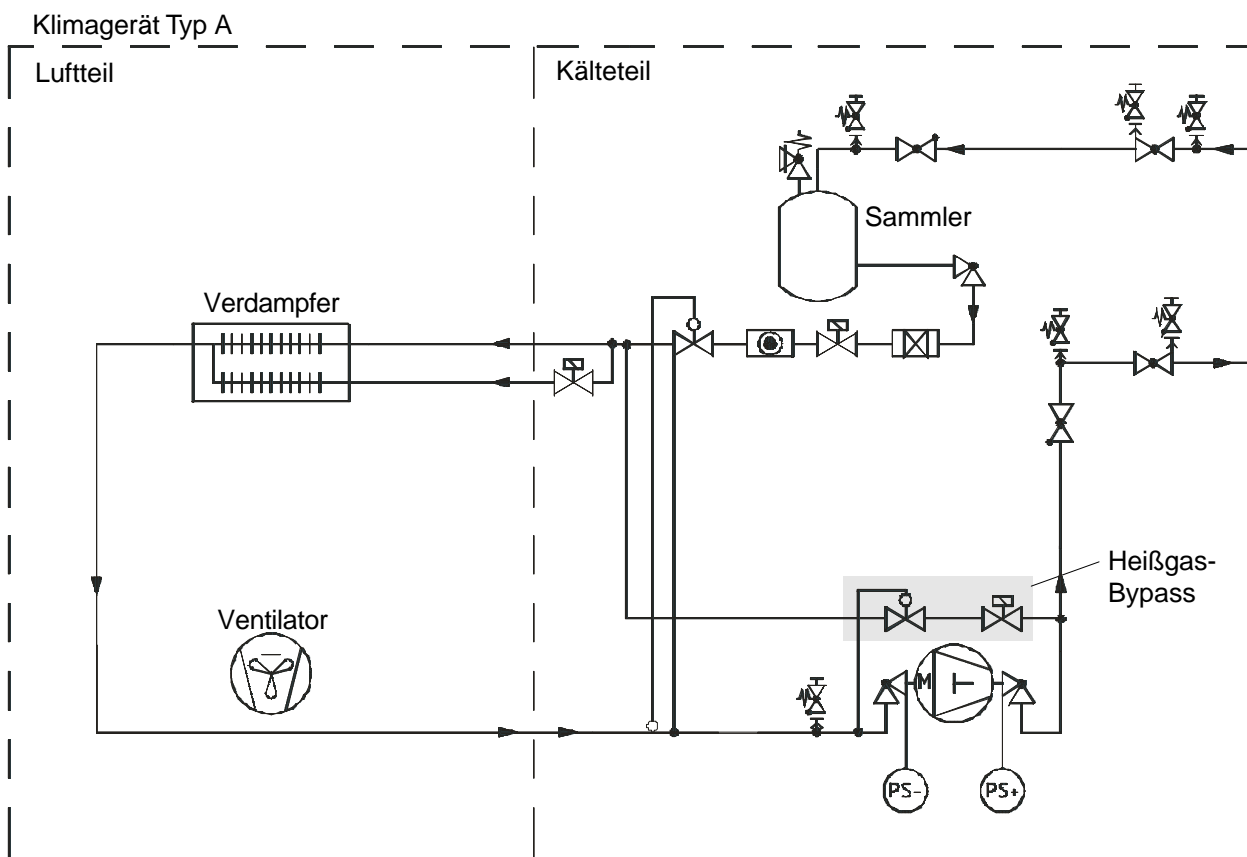 Klimagerät Typ A
Luftteil
Kälteteil
Sammler
Verdampfer
Heißgas-
Bypass
Ventilator
M
PS-
PS+